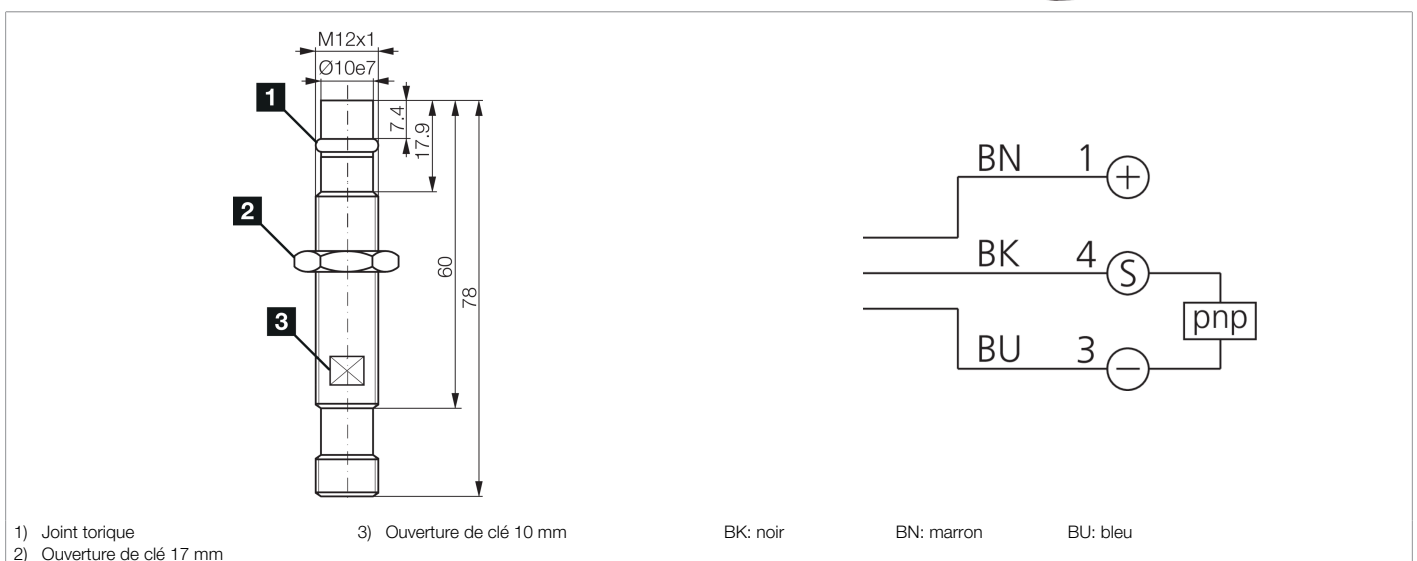 M12x1
Ø10e7
1
7.4
17.9
2
60
78
3
BN 1 +
BK 4 S
pnp
BU 3 −
1) Joint torique
3) Ouverture de clé 10 mm
BK: noir
BN: marron
BU: bleu
2) Ouverture de clé 17 mm